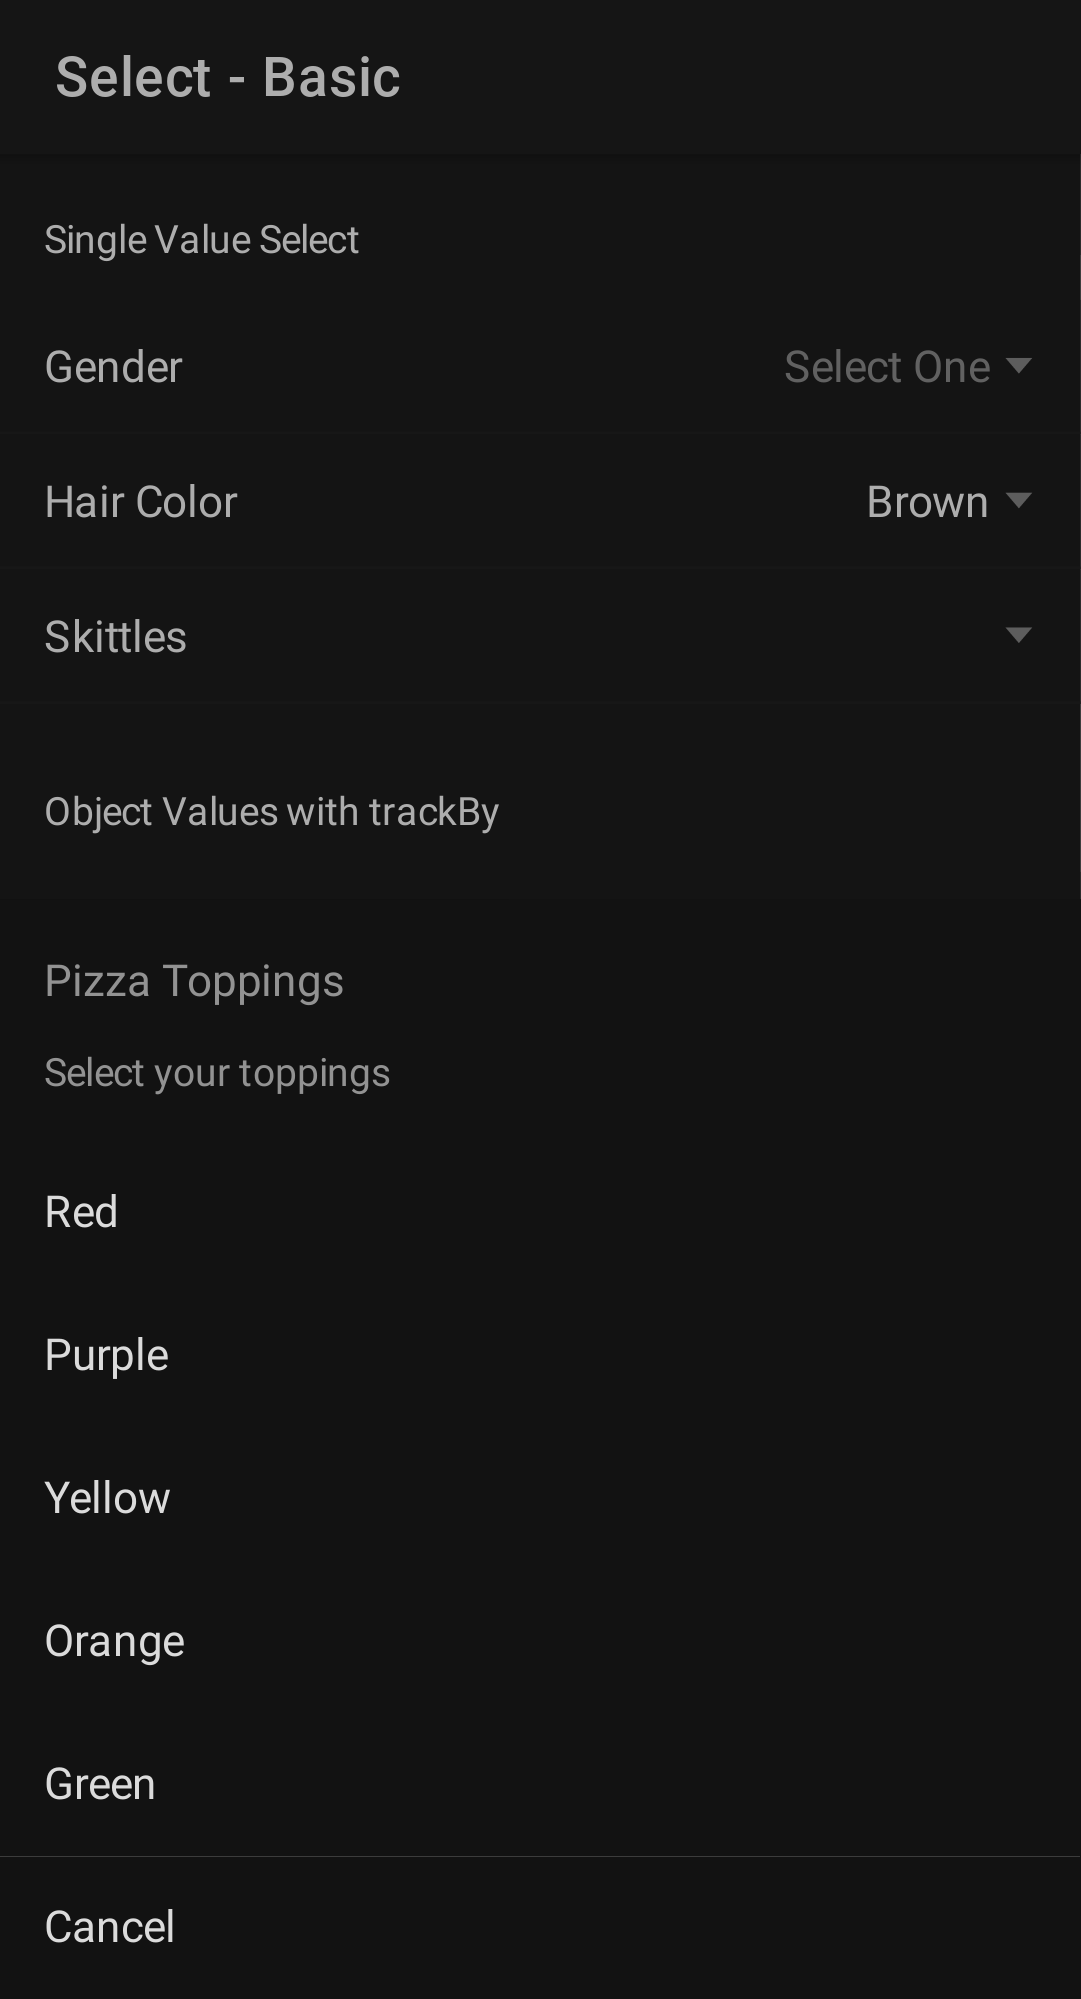 Select - Basic
Single Value Select
Gender Select One
Hair Color Brown
Skittles
Object Values with trackBy
Pizza Toppings
Select your toppings
Red
Purple
Yellow
Orange
Green
Cancel